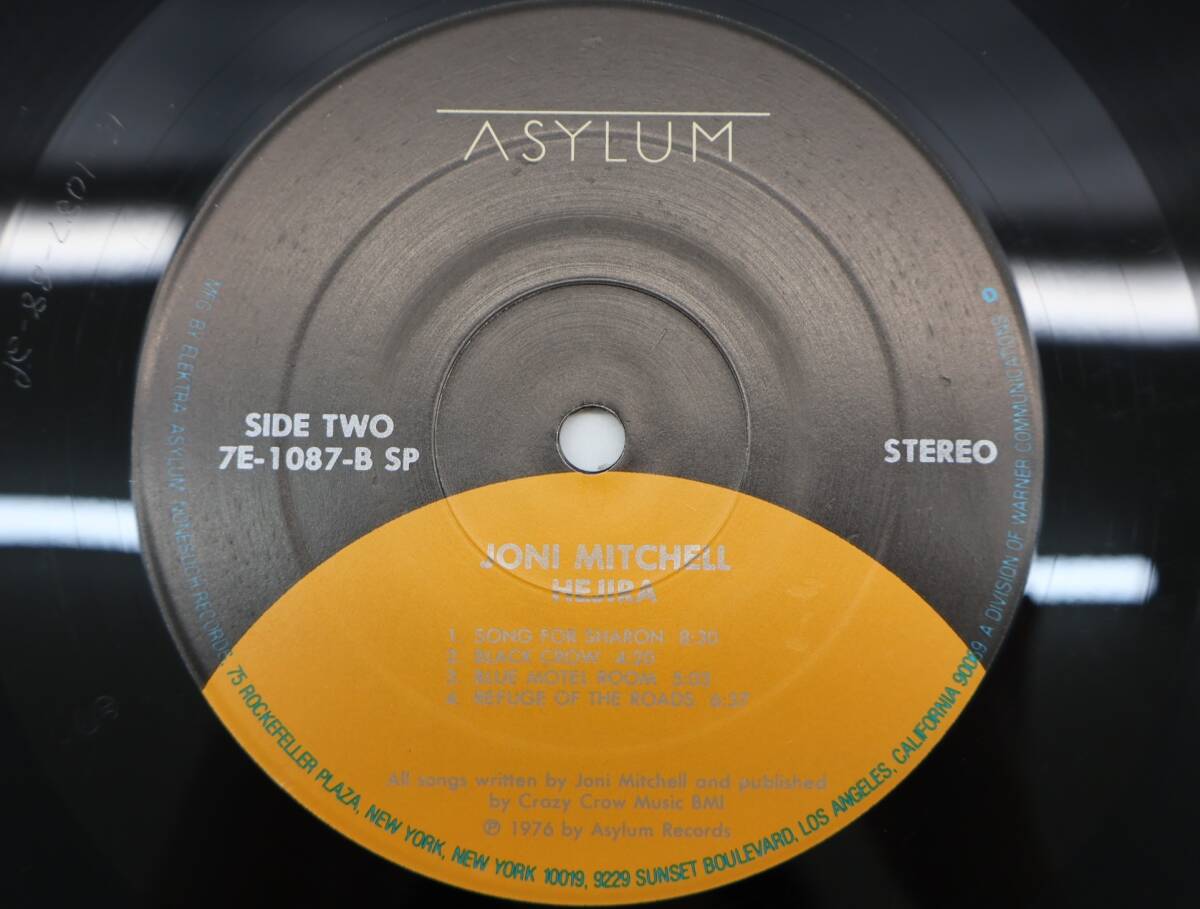 ASYLUM
SIDE TWO
7E-1087-B SP
STEREO
JONI MITCHELL
HEJIRA
1. SONG FOR SHARON 8:30
2. BLACK CROW 4:20
3. BLUE MOTEL ROOM 5:05
4. REFUGE OF THE ROADS 6:37
All songs written by Joni Mitchell and published
by Crazy Crow Music BMI
℗ 1976 by Asylum Records
MFG BY ELEKTRA ASYLUM NONESUCH RECORDS, 75 ROCKEFELLER PLAZA, NEW YORK, NEW YORK 10019, 9229 SUNSET BOULEVARD, LOS ANGELES, CALIFORNIA 90069 A DIVISION OF WARNER COMMUNICATIONS